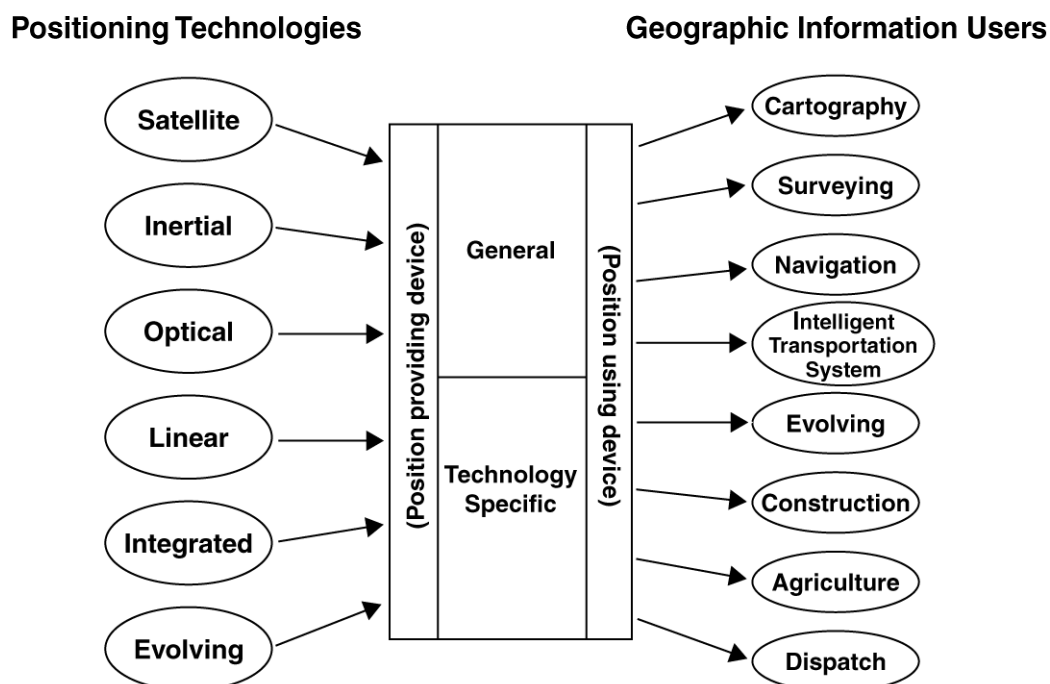 Positioning Technologies
Geographic Information Users
Satellite
Inertial
Optical
Linear
Integrated
Evolving
(Position providing device)
General
Technology
Specific
(Position using device)
Cartography
Surveying
Navigation
Intelligent
Transportation
System
Evolving
Construction
Agriculture
Dispatch